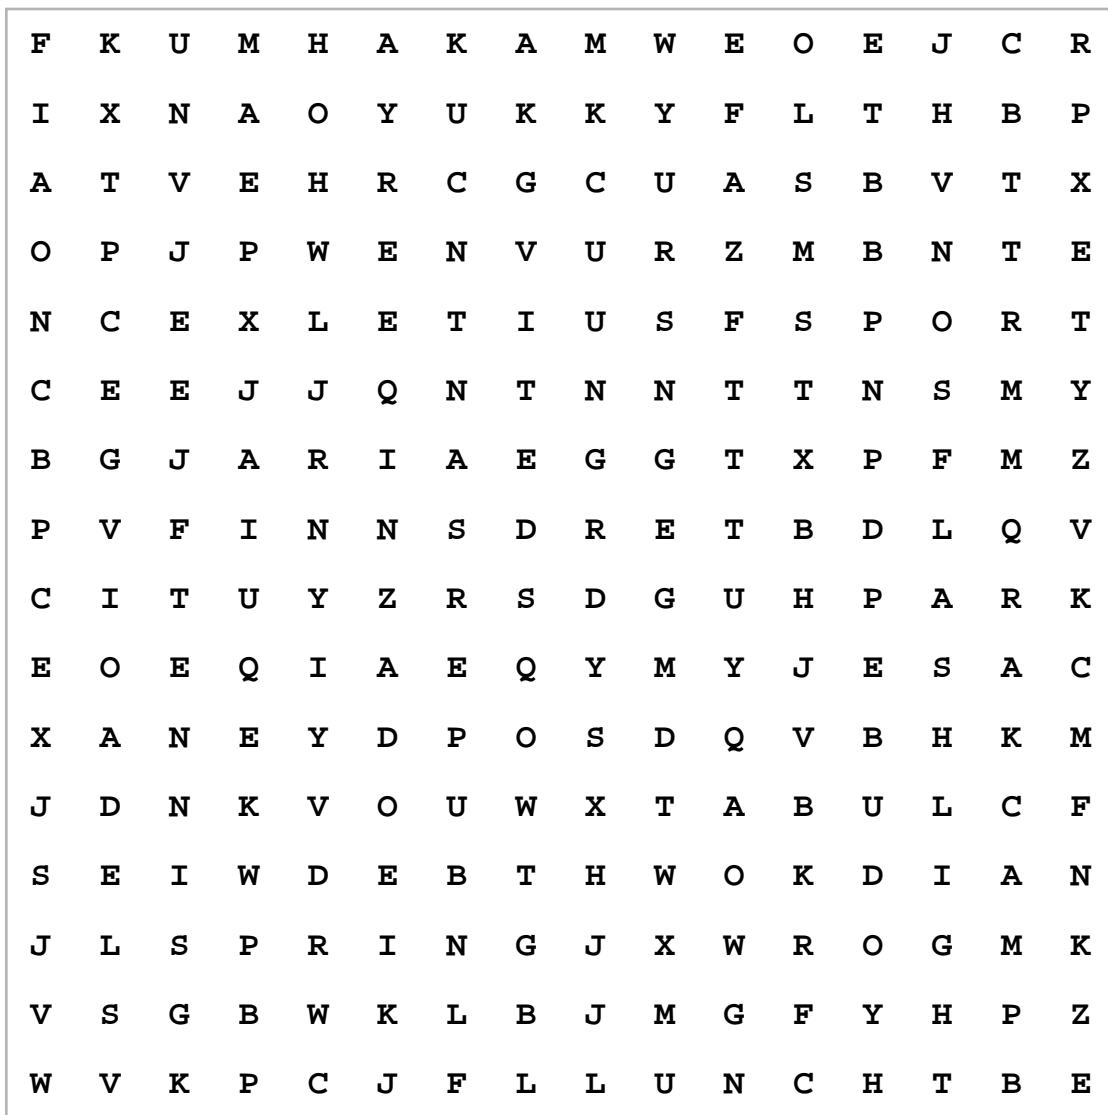 F K U M H A K A M W E O E J C R
I X N A O Y U K K Y F L T H B P
A T V E H R C G C U A S B V T X
O P J P W E N V U R Z M B N T E
N C E X L E T I U S F S P O R T
C E E J J Q N T N N T T N S M Y
B G J A R I A E G G T X P F M Z
P V F I N N S D R E T B D L Q V
C I T U Y Z R S D G U H P A R K
E O E Q I A E Q Y M Y J E S A C
X A N E Y D P O S D Q V B H K M
J D N K V O U W X T A B U L C F
S E I W D E B T H W O K D I A N
J L S P R I N G J X W R O G M K
V S G B W K L B J M G F Y H P Z
W V K P C J F L L U N C H T B E